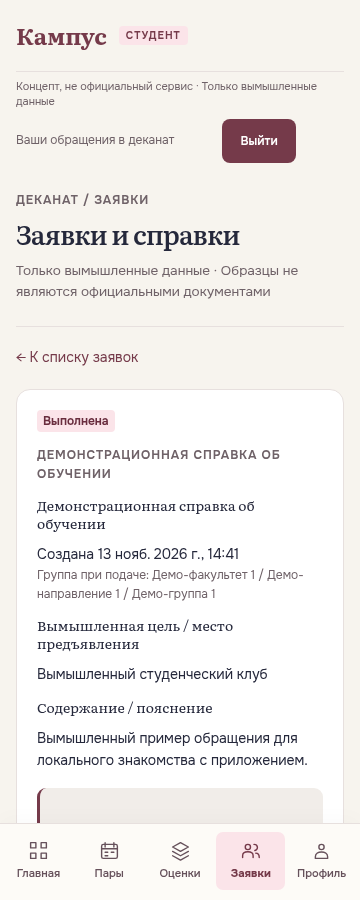 Кампус СТУДЕНТ
Концепт, не официальный сервис · Только вымышленные
данные
Ваши обращения в деканат Выйти
ДЕКАНАТ / ЗАЯВКИ
Заявки и справки
Только вымышленные данные · Образцы не
являются официальными документами
← К списку заявок
Выполнена
ДЕМОНСТРАЦИОННАЯ СПРАВКА ОБ
ОБУЧЕНИИ
Демонстрационная справка об
обучении
Создана 13 нояб. 2026 г., 14:41
Группа при подаче: Демо-факультет 1 / Демо-
направление 1 / Демо-группа 1
Вымышленная цель / место
предъявления
Вымышленный студенческий клуб
Содержание / пояснение
Вымышленный пример обращения для
локального знакомства с приложением.
Главная Пары Оценки Заявки Профиль